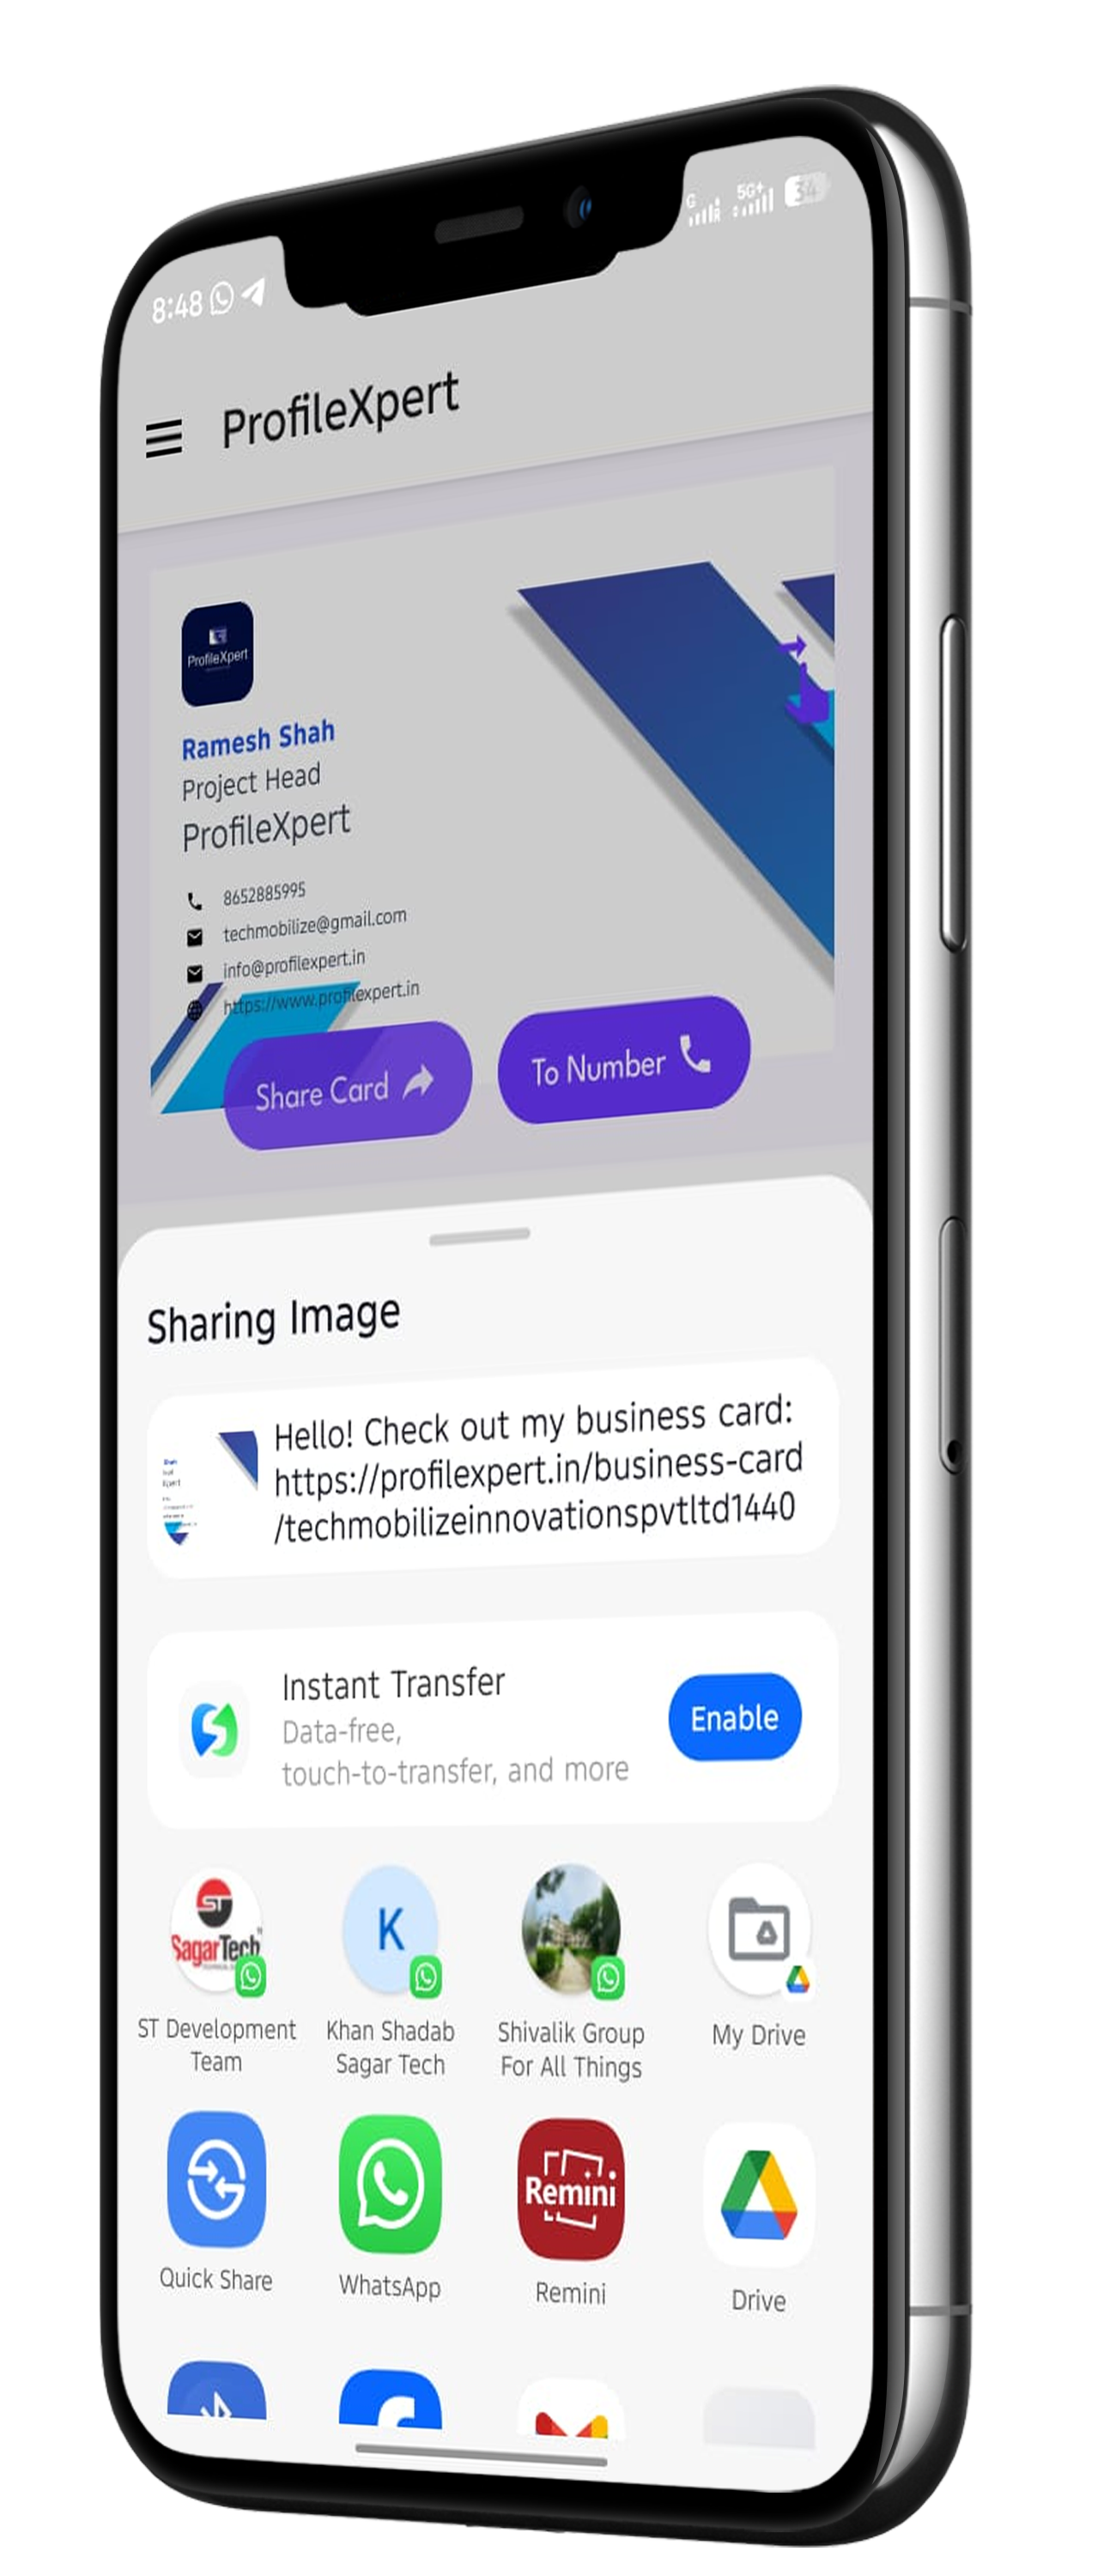 8:48
G
5G+
34
ProfileXpert
ProfileXpert
Ramesh Shah
Project Head
ProfileXpert
8652885995
techmobilize@gmail.com
info@profilexpert.in
https://www.profilexpert.in
Share Card
To Number
Sharing Image
Hello! Check out my business card:
https://profilexpert.in/business-card
/techmobilizeinnovationspvtltd1440
Instant Transfer
Data-free,
touch-to-transfer, and more
Enable
ST
SagarTech
K
ST Development
Team
Khan Shadab
Sagar Tech
Shivalik Group
For All Things
My Drive
Remini
Quick Share
WhatsApp
Remini
Drive